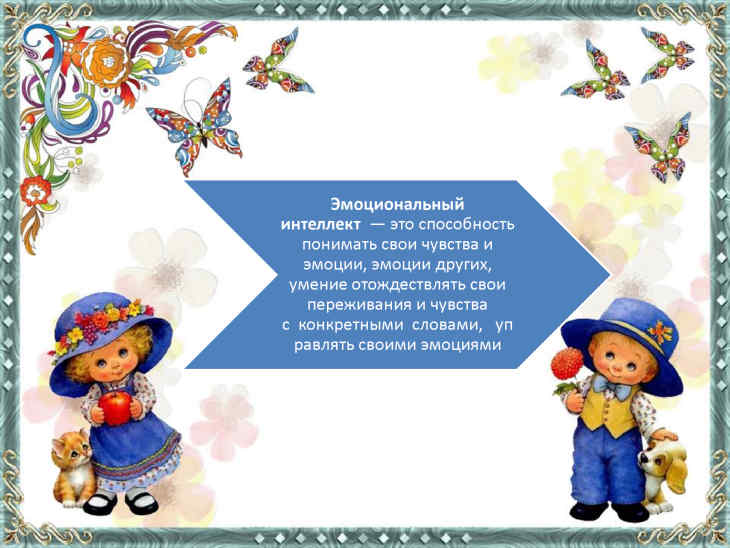 Эмоциональный
интеллект — это способность
понимать свои чувства и
эмоции, эмоции других,
умение отождествлять свои
переживания и чувства
с конкретными словами, уп
равлять своими эмоциями